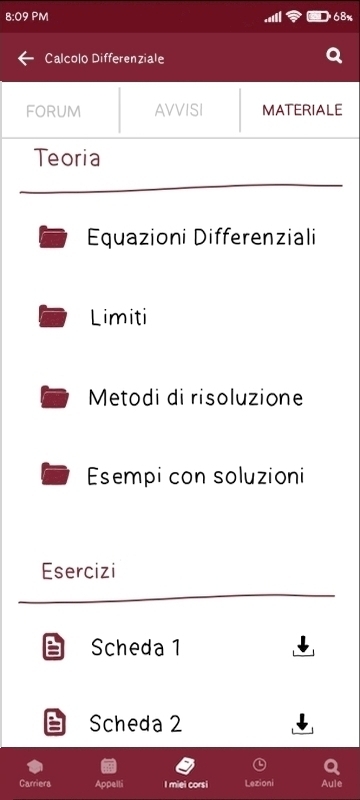 8:09 PM 68%
Calcolo Differenziale
FORUM AVVISI MATERIALE
Teoria
Equazioni Differenziali
Limiti
Metodi di risoluzione
Esempi con soluzioni
Esercizi
Scheda 1
Scheda 2
Carriera Appelli I miei corsi Lezioni Aule